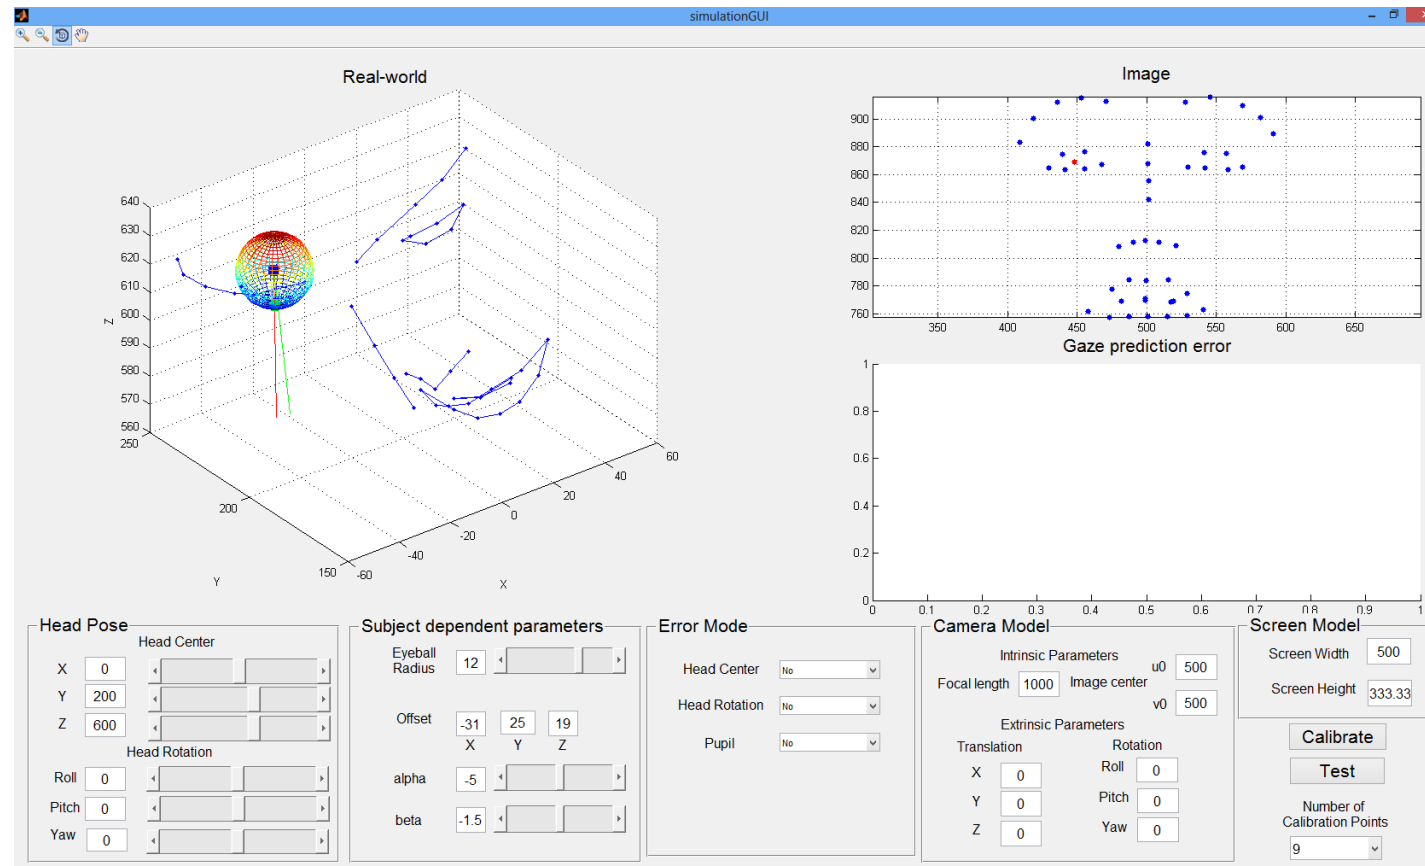 simulationGUI
Real-world
640
630
620
610
600
590
580
570
560
Z
250
200
150
Y
-60
-40
-20
0
20
40
60
X
Image
900
880
860
840
820
800
780
760
350
400
450
500
550
600
650
Gaze prediction error
1
0.8
0.6
0.4
0.2
0
0
0.1
0.2
0.3
0.4
0.5
0.6
0.7
0.8
0.9
1
Head Pose
Head Center
X 0
Y 200
Z 600
Head Rotation
Roll 0
Pitch 0
Yaw 0
Subject dependent parameters
Eyeball
Radius 12
Offset -31 25 19
X Y Z
alpha -5
beta -1.5
Error Mode
Head Center No
Head Rotation No
Pupil No
Camera Model
Intrinsic Parameters
Focal length 1000 Image center u0 500
v0 500
Extrinsic Parameters
Translation Rotation
X 0 Roll 0
Y 0 Pitch 0
Z 0 Yaw 0
Screen Model
Screen Width 500
Screen Height 333.33
Calibrate
Test
Number of
Calibration Points
9